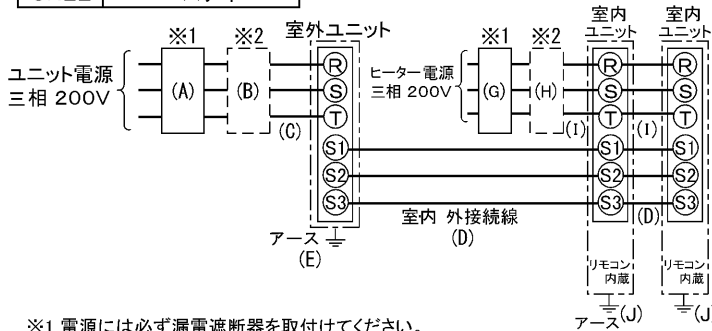 ※1
※2
室外ユニット
ユニット電源
三相 200V
(A)
(B)
(C)
R
S
T
S1
S2
S3
アース
(E)
※1
※2
ヒーター電源
三相 200V
(G)
(H)
(I)
室内
ユニット
室内
ユニット
R
S
T
S1
S2
S3
(I)
R
S
T
S1
S2
S3
室内 外接続線
(D)
(D)
リモコン
内蔵
リモコン
内蔵
アース
(J)
(J)
※1 電源には必ず漏電遮断器を取付けてください。